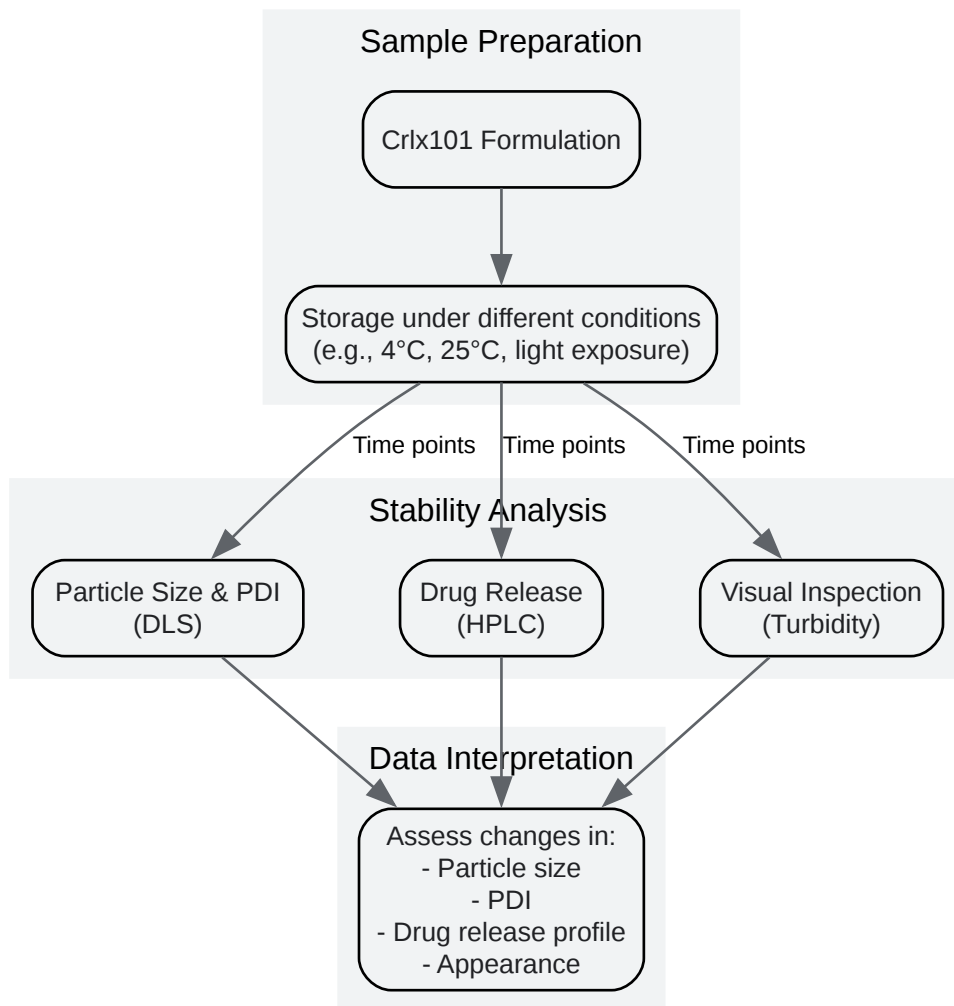 Sample Preparation
Crlx101 Formulation
Storage under different conditions
(e.g., 4°C, 25°C, light exposure)
Time points
Time points
Time points
Stability Analysis
Particle Size & PDI
(DLS)
Drug Release
(HPLC)
Visual Inspection
(Turbidity)
Data Interpretation
Assess changes in:
- Particle size
- PDI
- Drug release profile
- Appearance